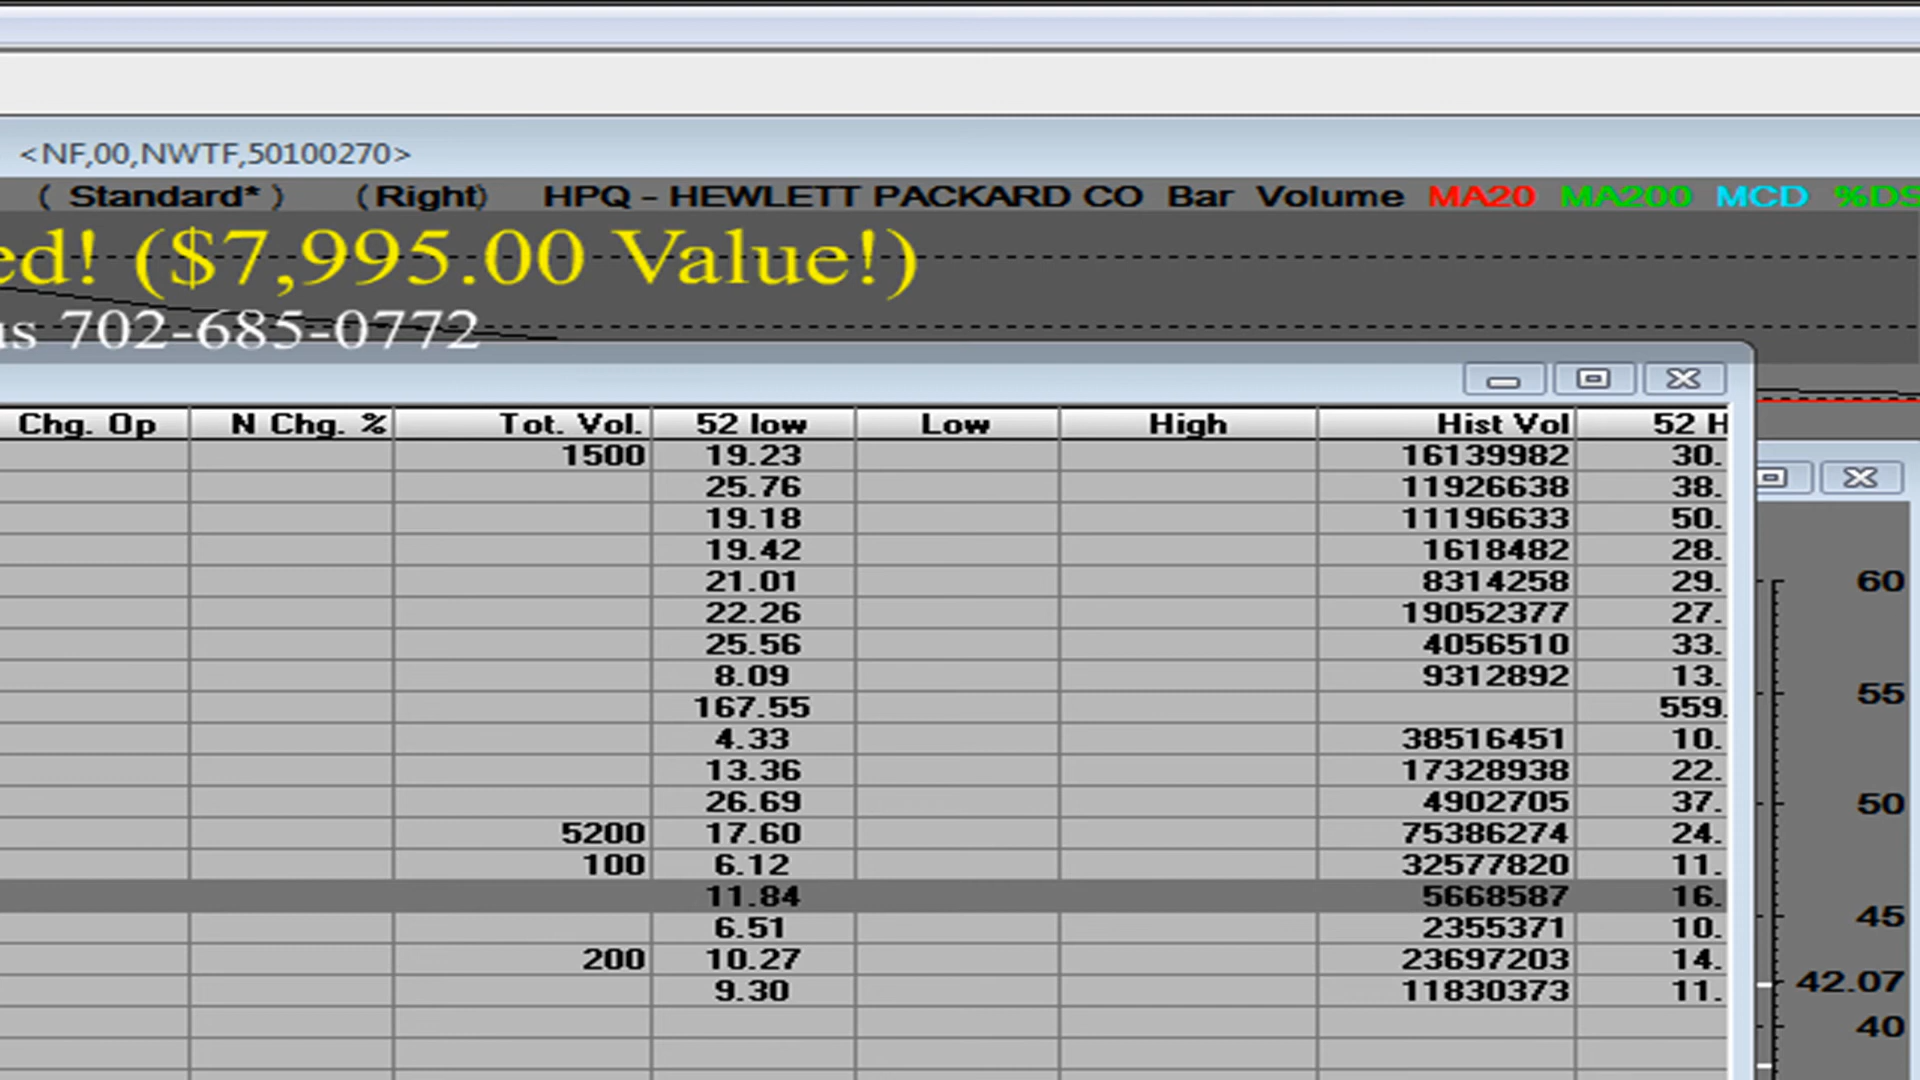 <NF,00,NWTF,50100270>
( Standard* ) (Right) HPQ - HEWLETT PACKARD CO Bar Volume MA20 MA200 MCD %DS
ed! ($7,995.00 Value!)
us 702-685-0772
Chg. Op N Chg. % Tot. Vol. 52 low Low High Hist Vol 52 H
1500 19.23 16139982 30.
25.76 11926638 38.
19.18 11196633 50.
19.42 1618482 28.
21.01 8314258 29.
22.26 19052377 27.
25.56 4056510 33.
8.09 9312892 13.
167.55 559.
4.33 38516451 10.
13.36 17328938 22.
26.69 4902705 37.
5200 17.60 75386274 24.
100 6.12 32577820 11.
11.84 5668587 16.
6.51 2355371 10.
200 10.27 23697203 14.
9.30 11830373 11.
60
55
50
45
42.07
40